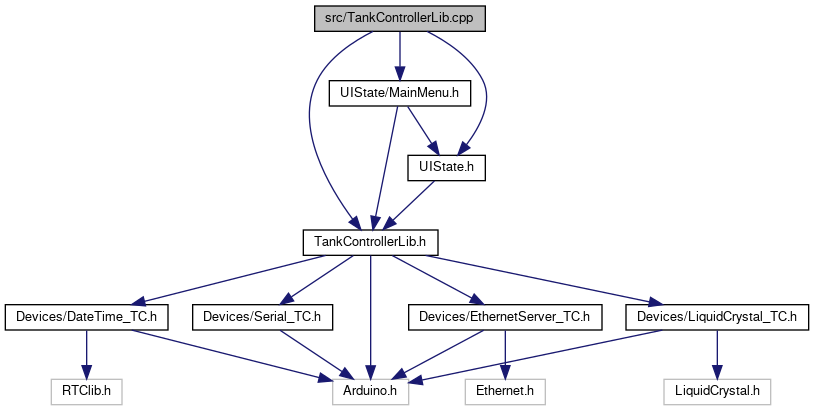 src/TankControllerLib.cpp
UIState/MainMenu.h
UIState.h
TankControllerLib.h
Devices/DateTime_TC.h
Devices/Serial_TC.h
Devices/EthernetServer_TC.h
Devices/LiquidCrystal_TC.h
RTClib.h
Arduino.h
Ethernet.h
LiquidCrystal.h